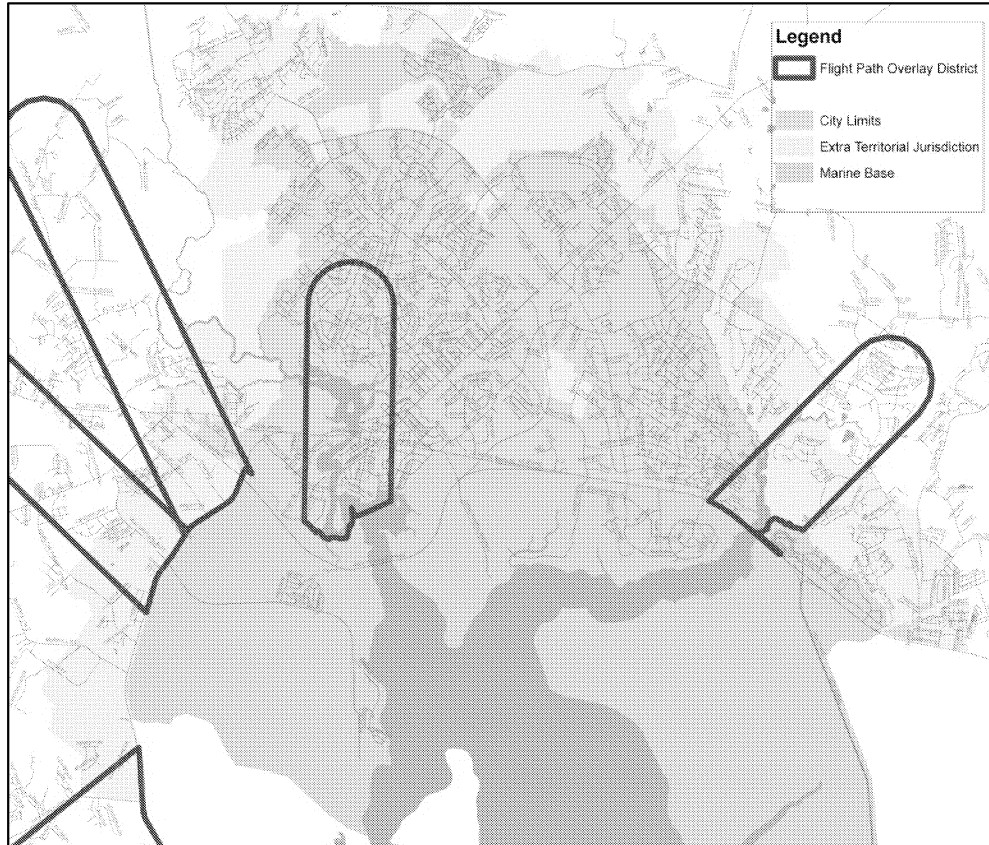 Legend
Flight Path Overlay District
City Limits
Extra Territorial Jurisdiction
Marine Base